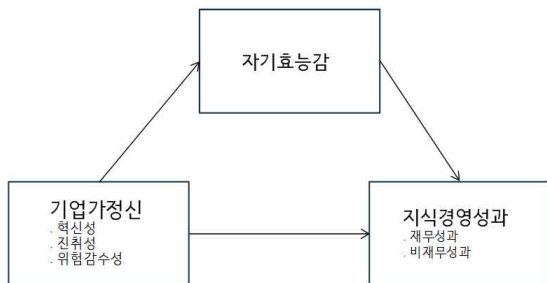 자기효능감
기업가정신
. 혁신성
. 진취성
. 위험감수성
지식경영성과
. 재무성과
. 비재무성과